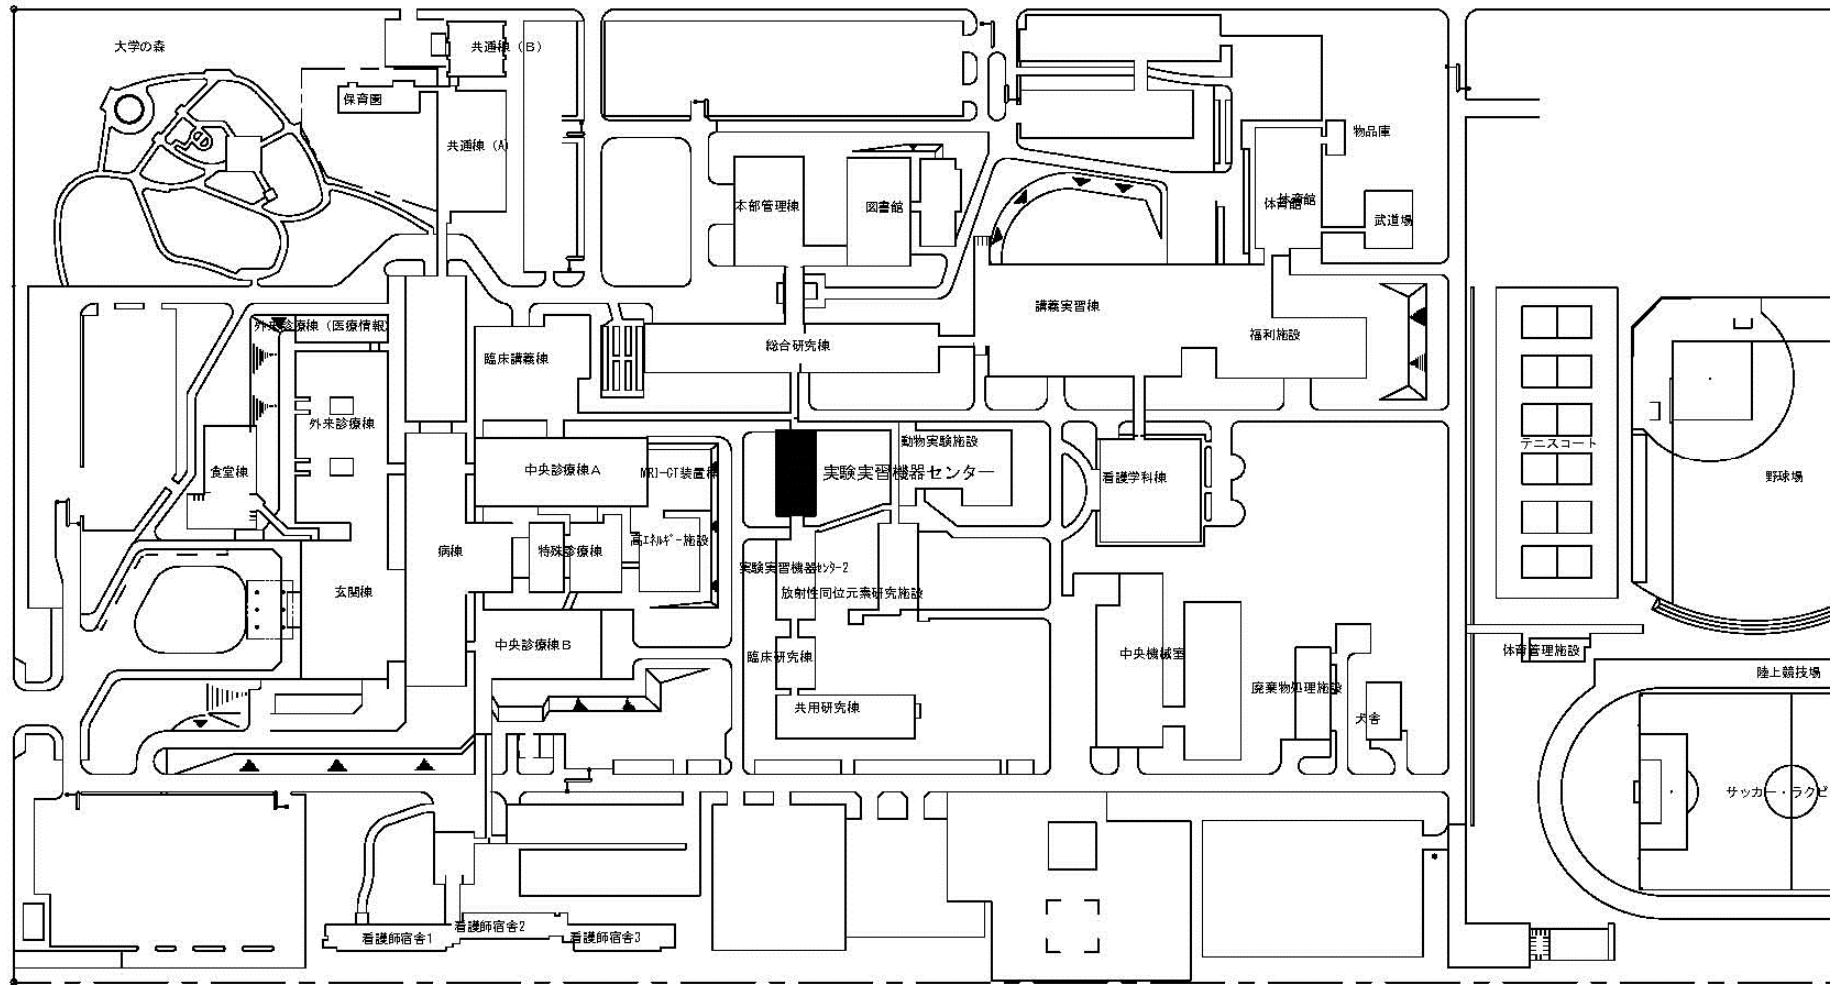 大学の森
共通棟（B）
保育園
共通棟（A）
物品庫
本部管理棟
図書館
体育館
体育館
武道場
講義実習棟
外来診療棟（医療情報）
臨床講義棟
総合研究棟
福利施設
外来診療棟
食堂棟
中央診療棟A
MRI-CT装置棟
動物実験施設
実験実習機器センター
看護学科棟
テニスコート
野球場
病棟
特殊診療棟
高エネルギー施設
実験実習機器センター2
玄関棟
放射性同位元素研究施設
中央診療棟B
臨床研究棟
中央機械室
体育管理施設
廃棄物処理施設
陸上競技場
共用研究棟
犬舎
サッカー・ラクビ
看護師宿舎1
看護師宿舎2
看護師宿舎3